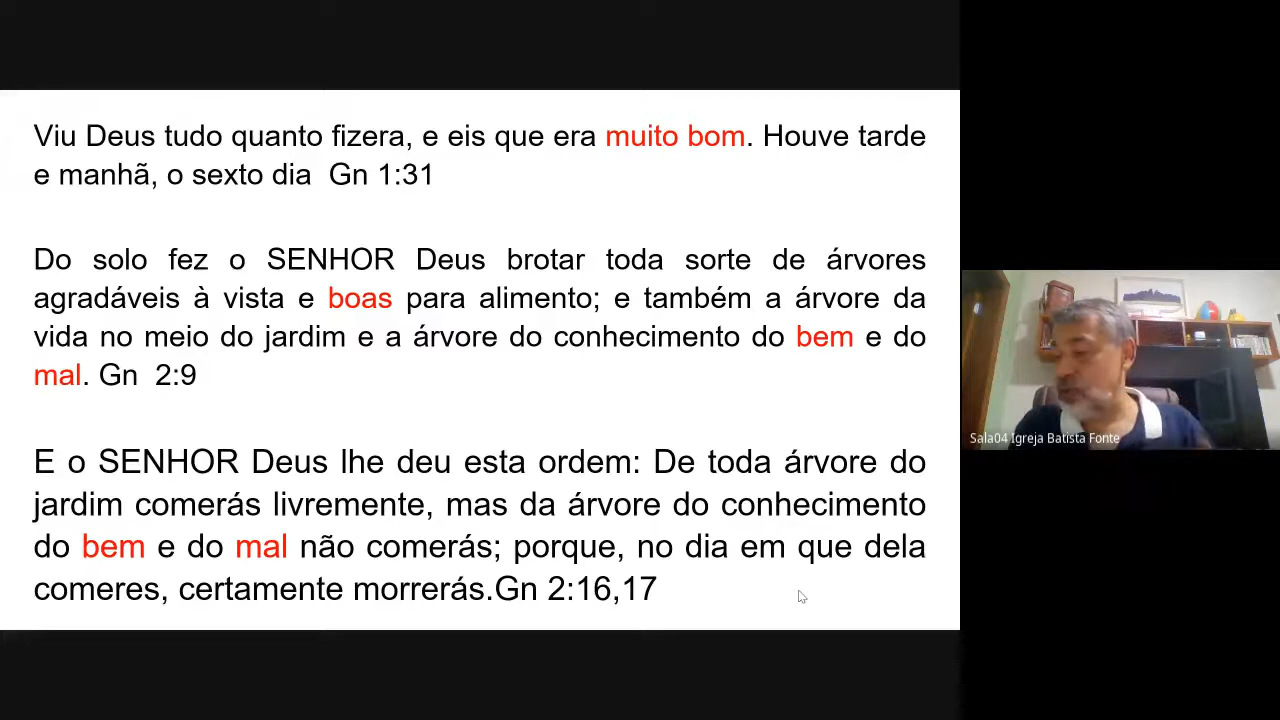 Viu Deus tudo quanto fizera, e eis que era muito bom. Houve tarde
e manhã, o sexto dia  Gn 1:31
Do solo fez o SENHOR Deus brotar toda sorte de árvores
agradáveis à vista e boas para alimento; e também a árvore da
vida no meio do jardim e a árvore do conhecimento do bem e do
mal. Gn  2:9
E o SENHOR Deus lhe deu esta ordem: De toda árvore do
jardim comerás livremente, mas da árvore do conhecimento
do bem e do mal não comerás; porque, no dia em que dela
comeres, certamente morrerás.Gn 2:16,17
Sala04 Igreja Batista Fonte